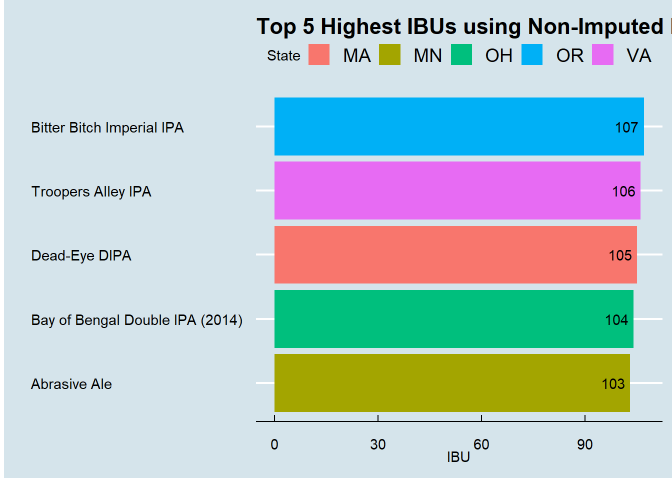 Top 5 Highest IBUs using Non-Imputed
State MA MN OH OR VA
Bitter Bitch Imperial IPA 107
Troopers Alley IPA 106
Dead-Eye DIPA 105
Bay of Bengal Double IPA (2014) 104
Abrasive Ale 103
0 30 60 90
IBU